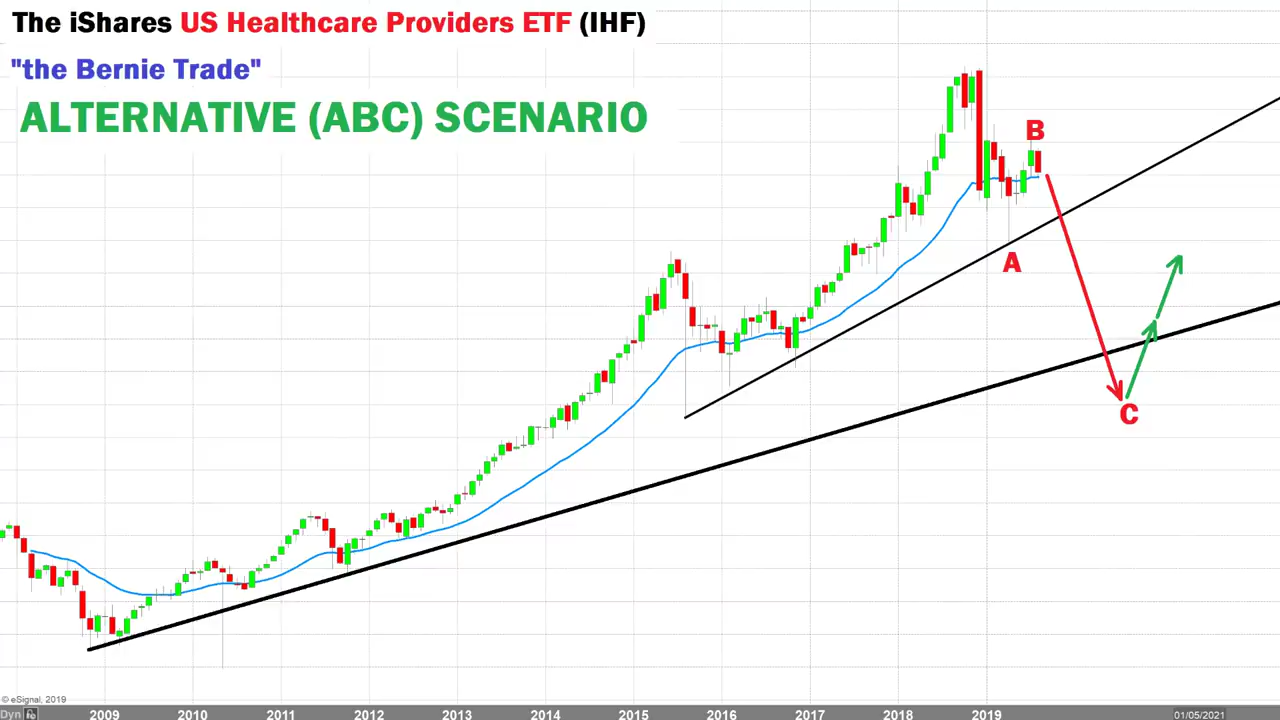 The iShares US Healthcare Providers ETF (IHF)
"the Bernie Trade"
ALTERNATIVE (ABC) SCENARIO
B
A
C
© eSignal, 2019
Dyn
2009 2010 2011 2012 2013 2014 2015 2016 2017 2018 2019 01/05/2021